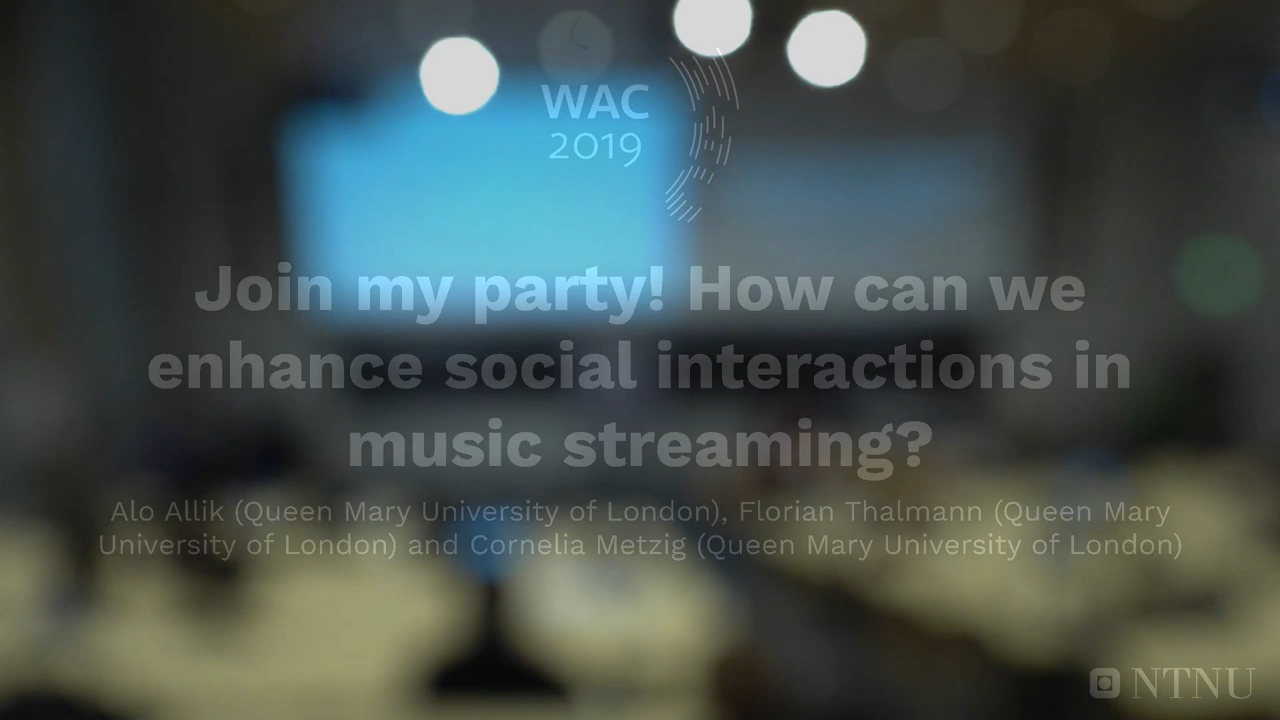 WAC
2019
Join my party! How can we
enhance social interactions in
music streaming?
Alo Allik (Queen Mary University of London), Florian Thalmann (Queen Mary
University of London) and Cornelia Metzig (Queen Mary University of London)
NTNU